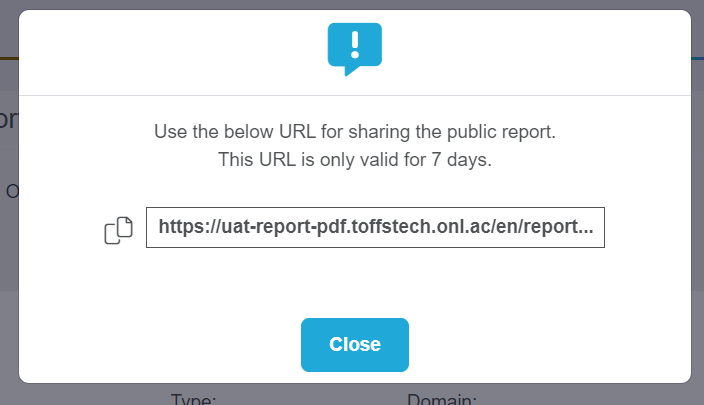 Use the below URL for sharing the public report.
This URL is only valid for 7 days.
https://uat-report-pdf.toffstech.onl.ac/en/report...
Close
Type:
Domain: